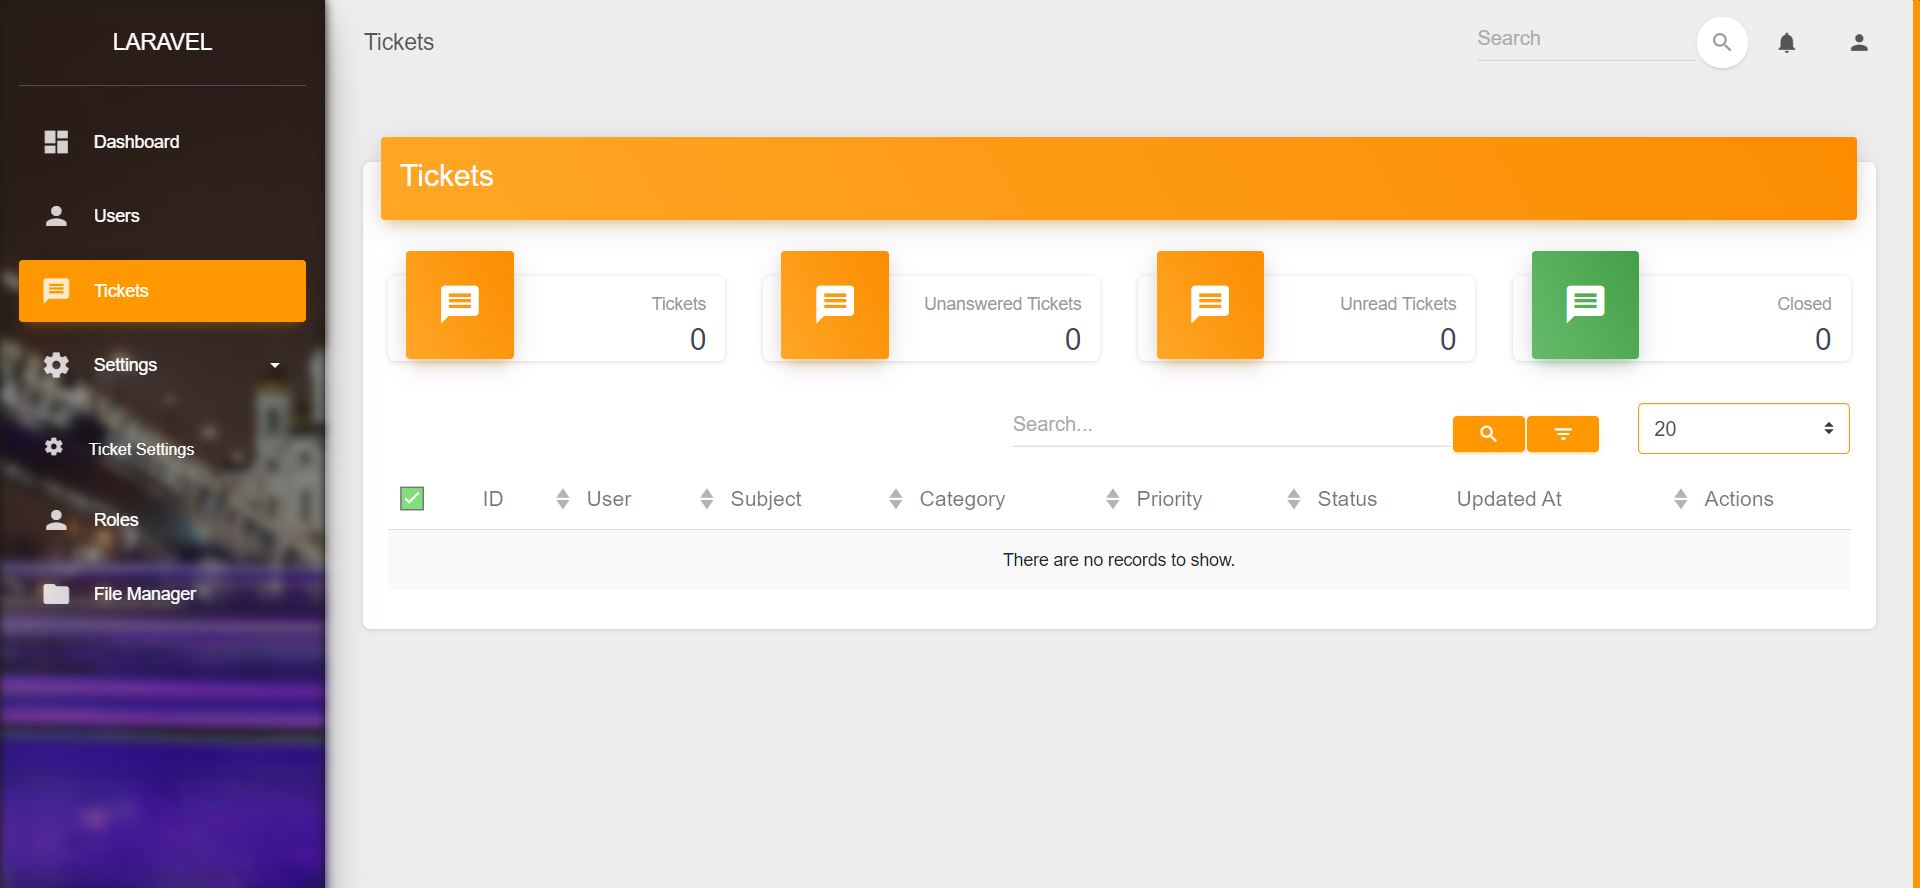 LARAVEL
Dashboard
Users
Tickets
Settings
Ticket Settings
Roles
File Manager
Tickets
Search
Tickets
Tickets
0
Unanswered Tickets
0
Unread Tickets
0
Closed
0
Search...
20
ID User Subject Category Priority Status Updated At Actions
There are no records to show.